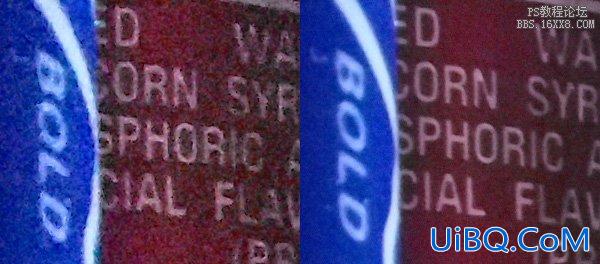 PS教程论坛
BBS.16XX8.COM
BOLD
ED WA
CORN SYR
SPHORIC A
CIAL FLAV
BOLD
ED WA
CORN SYR
SPHORIC A
CIAL FLAV
UiBQ.CoM